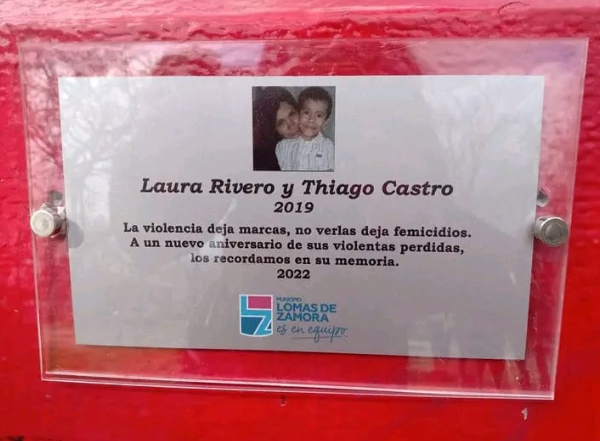 Laura Rivero y Thiago Castro
2019
La violencia deja marcas, no verlas deja femicidios.
A un nuevo aniversario de sus violentas perdidas,
los recordamos en su memoria.
2022
MUNICIPIO
LOMAS DE
ZAMORA
es en equipo